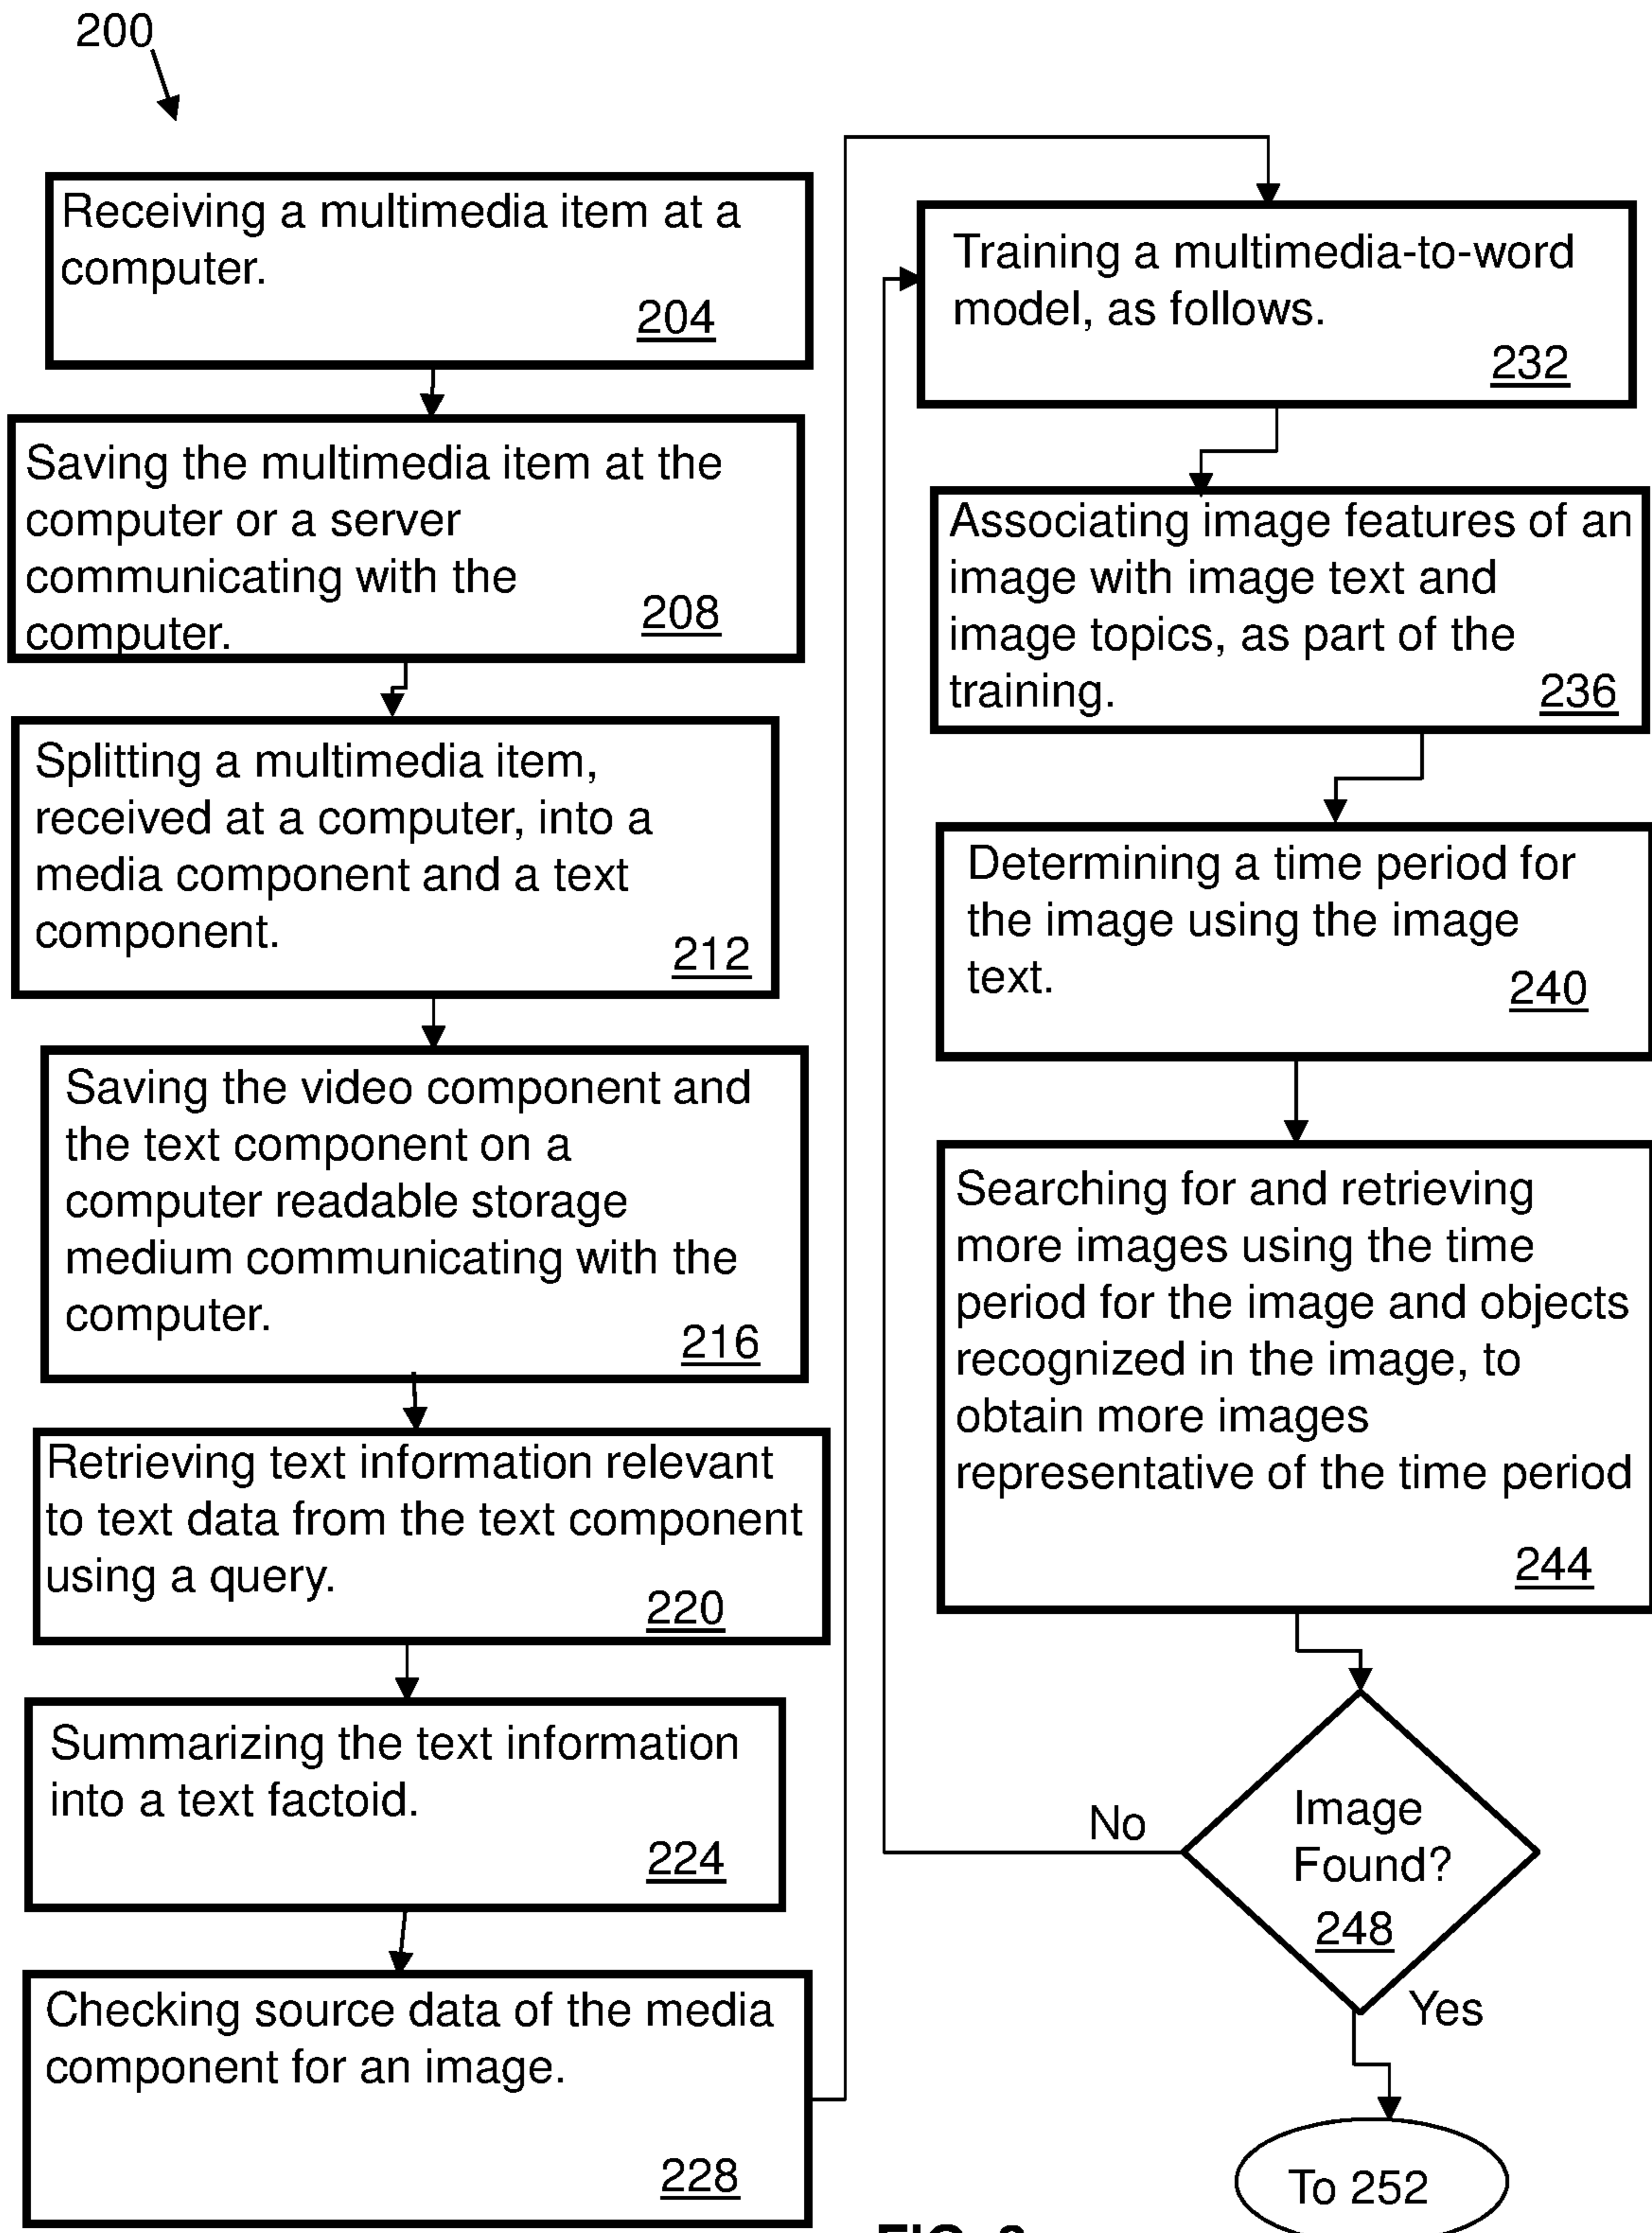 200
Receiving a multimedia item at a
computer.
204
Saving the multimedia item at the
computer or a server
communicating with the
computer.
208
Splitting a multimedia item,
received at a computer, into a
media component and a text
component.
212
Saving the video component and
the text component on a
computer readable storage
medium communicating with the
computer.
216
Retrieving text information relevant
to text data from the text component
using a query.
220
Summarizing the text information
into a text factoid.
224
Checking source data of the media
component for an image.
228
Training a multimedia-to-word
model, as follows.
232
Associating image features of an
image with image text and
image topics, as part of the
training.
236
Determining a time period for
the image using the image
text.
240
Searching for and retrieving
more images using the time
period for the image and objects
recognized in the image, to
obtain more images
representative of the time period
244
Image
Found?
248
No
Yes
To 252
FIG.